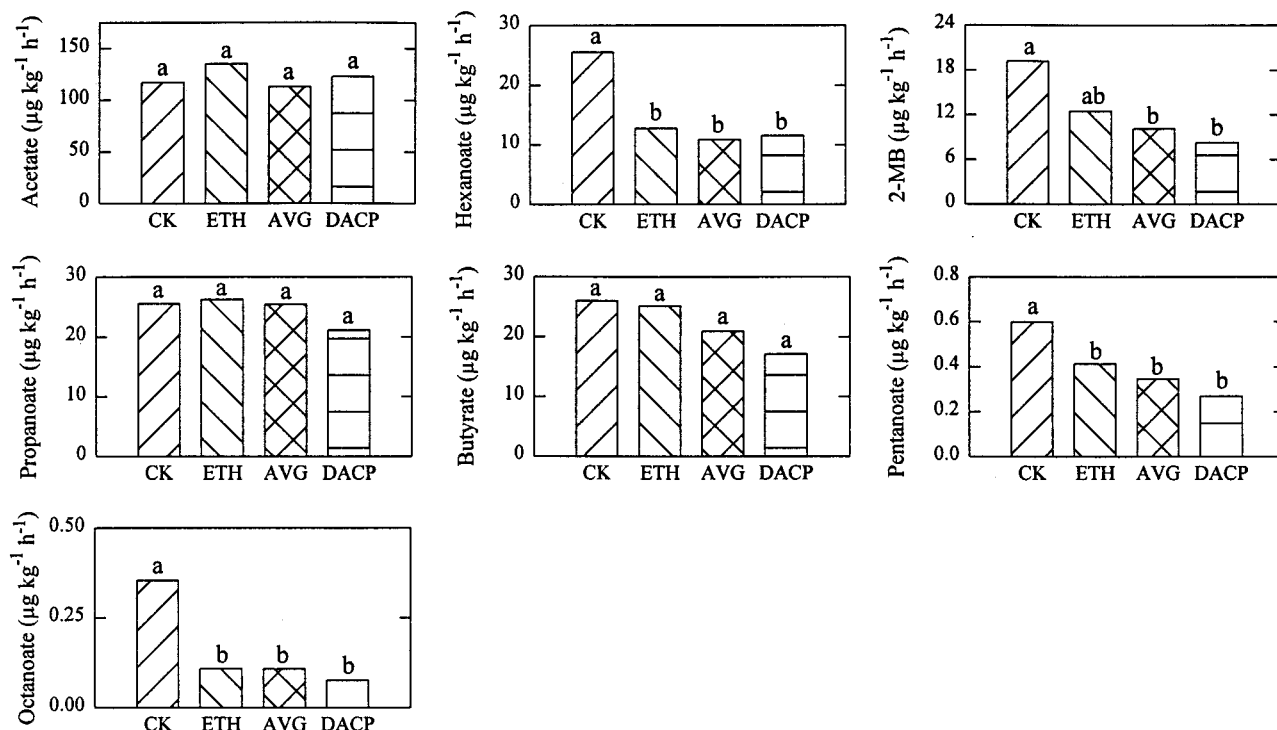 Acetate (µg kg⁻¹ h⁻¹)
150
100
50
0
a
a
a
a
CK ETH AVG DACP
Hexanoate (µg kg⁻¹ h⁻¹)
30
20
10
0
a
b
b
b
CK ETH AVG DACP
2-MB (µg kg⁻¹ h⁻¹)
24
18
12
6
0
a
ab
b
b
CK ETH AVG DACP
Propanoate (µg kg⁻¹ h⁻¹)
30
20
10
0
a
a
a
a
CK ETH AVG DACP
Butyrate (µg kg⁻¹ h⁻¹)
30
20
10
0
a
a
a
a
CK ETH AVG DACP
Pentanoate (µg kg⁻¹ h⁻¹)
0.8
0.6
0.4
0.2
0.0
a
b
b
b
CK ETH AVG DACP
Octanoate (µg kg⁻¹ h⁻¹)
0.50
0.25
0.00
a
b
b
b
CK ETH AVG DACP